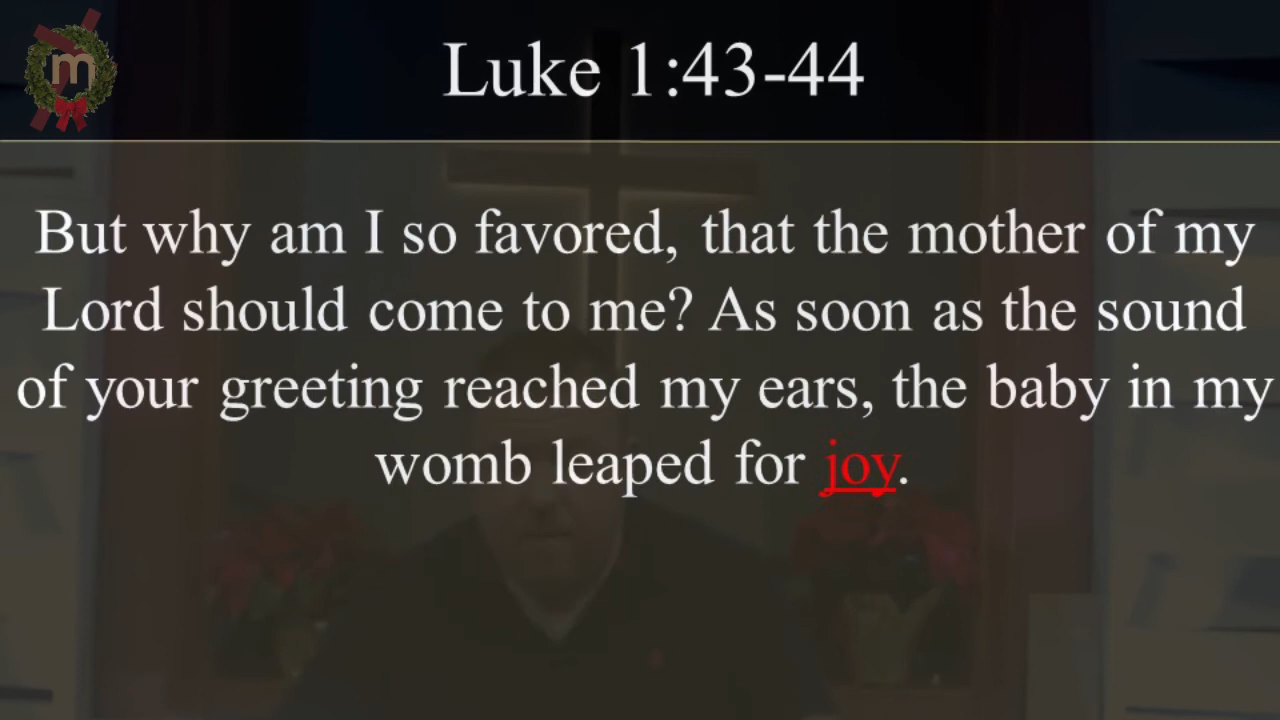 m
Luke 1:43-44
But why am I so favored, that the mother of my
Lord should come to me? As soon as the sound
of your greeting reached my ears, the baby in my
womb leaped for joy.